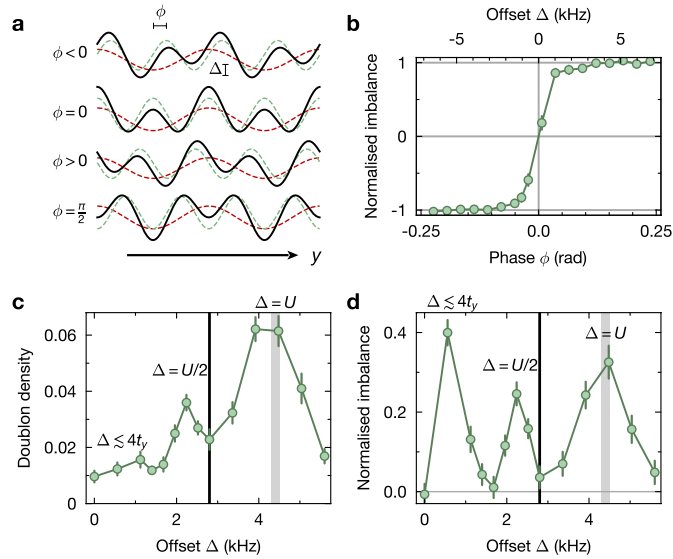 a
ϕ
ϕ < 0
Δ
ϕ = 0
ϕ > 0
ϕ = π/2
y
b
Offset Δ (kHz)
-5 0 5
Normalised imbalance
1
0
-1
-0.25 0.0 0.25
Phase ϕ (rad)
c
Δ = U
Δ = U/2
Δ ≲ 4t_y
Doublon density
0.06
0.04
0.02
0
0 2 4
Offset Δ (kHz)
d
Δ ≲ 4t_y
Δ = U
Δ = U/2
Normalised imbalance
0.4
0.2
0.0
0 2 4
Offset Δ (kHz)